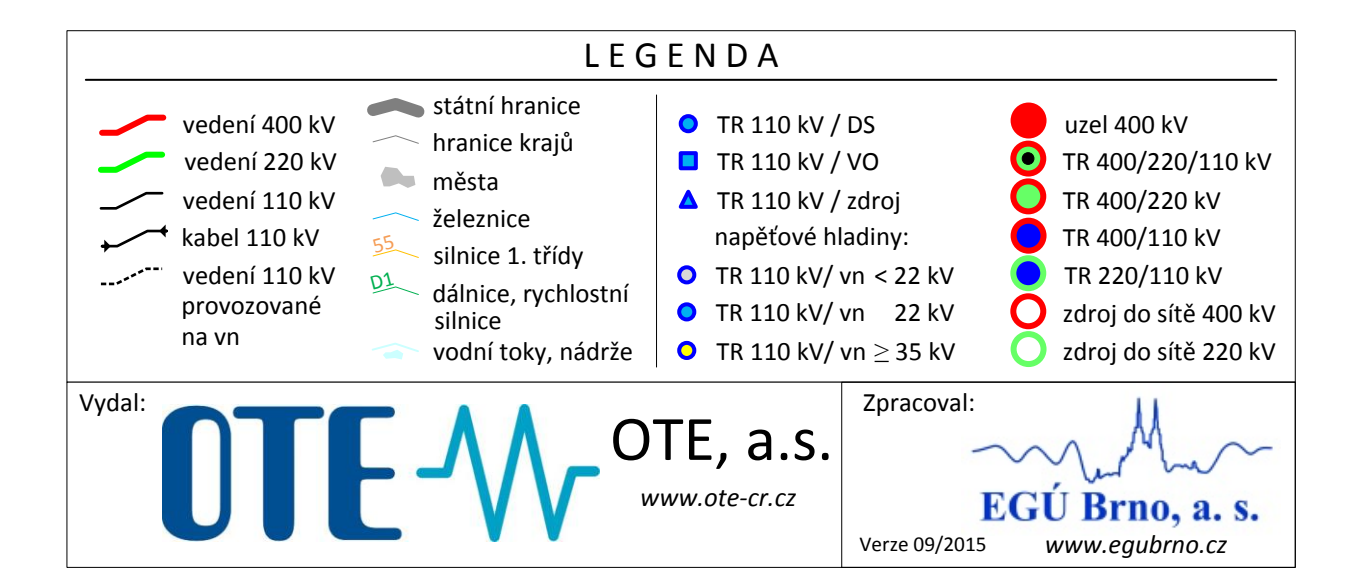 LEGENDA
vedení 400 kV
vedení 220 kV
vedení 110 kV
kabel 110 kV
vedení 110 kV
provozované
na vn
státní hranice
hranice krajů
města
železnice
55
silnice 1. třídy
D1
dálnice, rychlostní
silnice
vodní toky, nádrže
TR 110 kV / DS
TR 110 kV / VO
TR 110 kV / zdroj
napěťové hladiny:
TR 110 kV/ vn < 22 kV
TR 110 kV/ vn 22 kV
TR 110 kV/ vn ≥ 35 kV
uzel 400 kV
TR 400/220/110 kV
TR 400/220 kV
TR 400/110 kV
TR 220/110 kV
zdroj do sítě 400 kV
zdroj do sítě 220 kV
Vydal:
OTE
OTE, a.s.
www.ote-cr.cz
Zpracoval:
EGÚ Brno, a. s.
Verze 09/2015
www.egubrno.cz